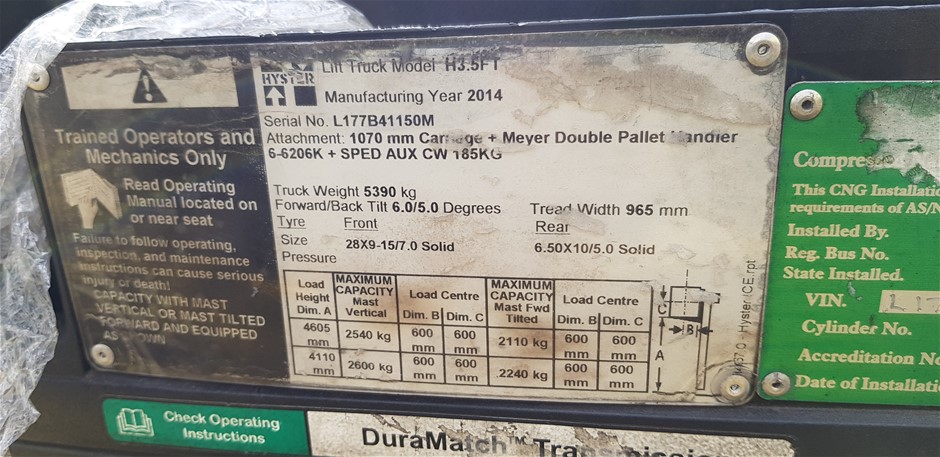 HYSTER
Lift Truck Model H3.5FT
Manufacturing Year 2014
Serial No. L177B41150M
Attachment: 1070 mm Carriage + Meyer Double Pallet Handler
6-6206K + SPED AUX CW 185KG
Truck Weight 5390 kg
Forward/Back Tilt 6.0/5.0 Degrees Tread Width 965 mm
Tyre Front Rear
Size 28X9-15/7.0 Solid 6.50X10/5.0 Solid
Pressure
Load Height Dim. A MAXIMUM CAPACITY Mast Vertical Load Centre MAXIMUM CAPACITY Mast Fwd Tilted Load Centre
Dim. B Dim. C Dim. B Dim. C
4605 mm 2540 kg 600 mm 600 mm 2110 kg 600 mm 600 mm
4110 mm 2600 kg 600 mm 600 mm 2240 kg 600 mm 600 mm
C
B
A
HysterICE.rpt
Trained Operators and
Mechanics Only
Read Operating
Manual located on
or near seat
Failure to follow operating,
inspection, and maintenance
instructions can cause serious
injury or death!
CAPACITY WITH MAST
VERTICAL OR MAST TILTED
FORWARD AND EQUIPPED
AS SHOWN
Check Operating
Instructions
DuraMatch™ Transmission
Compres
This CNG Installatio
requirements of AS/N
Installed By.
Reg. Bus No.
State Installed.
VIN. L17
Cylinder No.
Accreditation No
Date of Installati